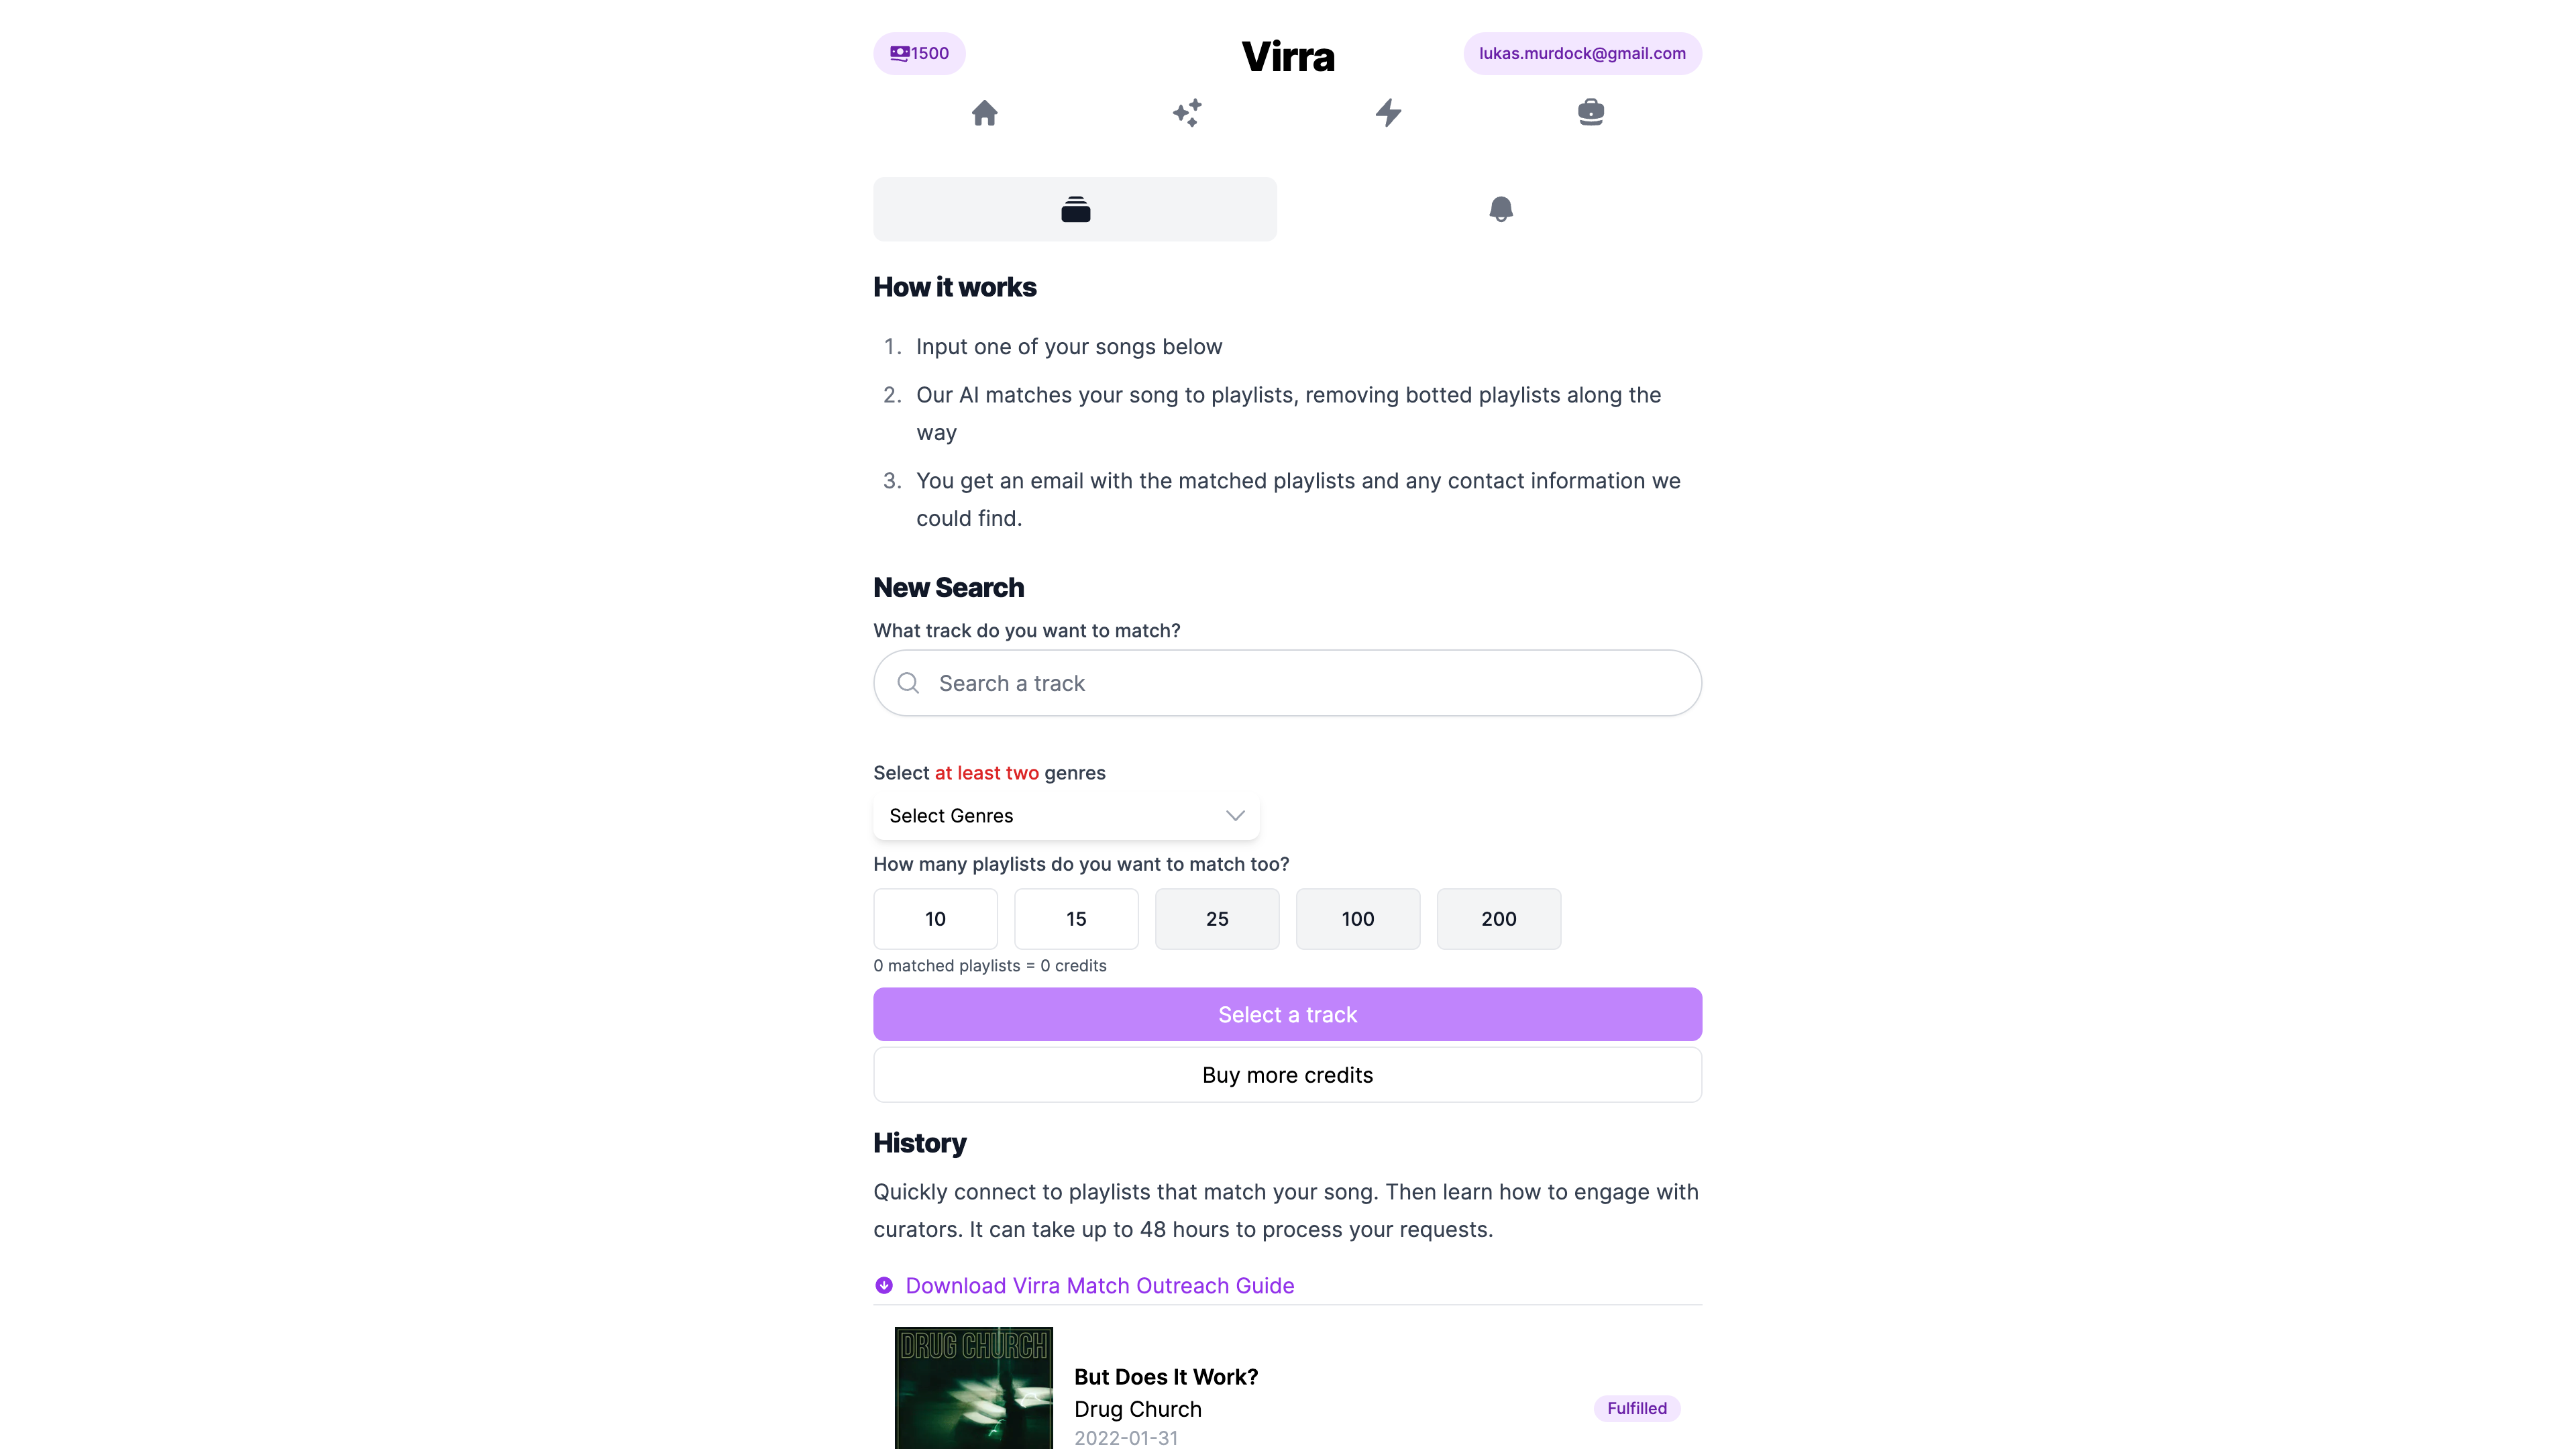 1500
Virra
lukas.murdock@gmail.com
How it works
1. Input one of your songs below
2. Our AI matches your song to playlists, removing botted playlists along the
way
3. You get an email with the matched playlists and any contact information we
could find.
New Search
What track do you want to match?
Search a track
Select at least two genres
Select Genres
How many playlists do you want to match too?
10
15
25
100
200
0 matched playlists = 0 credits
Select a track
Buy more credits
History
Quickly connect to playlists that match your song. Then learn how to engage with
curators. It can take up to 48 hours to process your requests.
Download Virra Match Outreach Guide
DRUG CHURCH
But Does It Work?
Drug Church
Fulfilled
2022-01-31